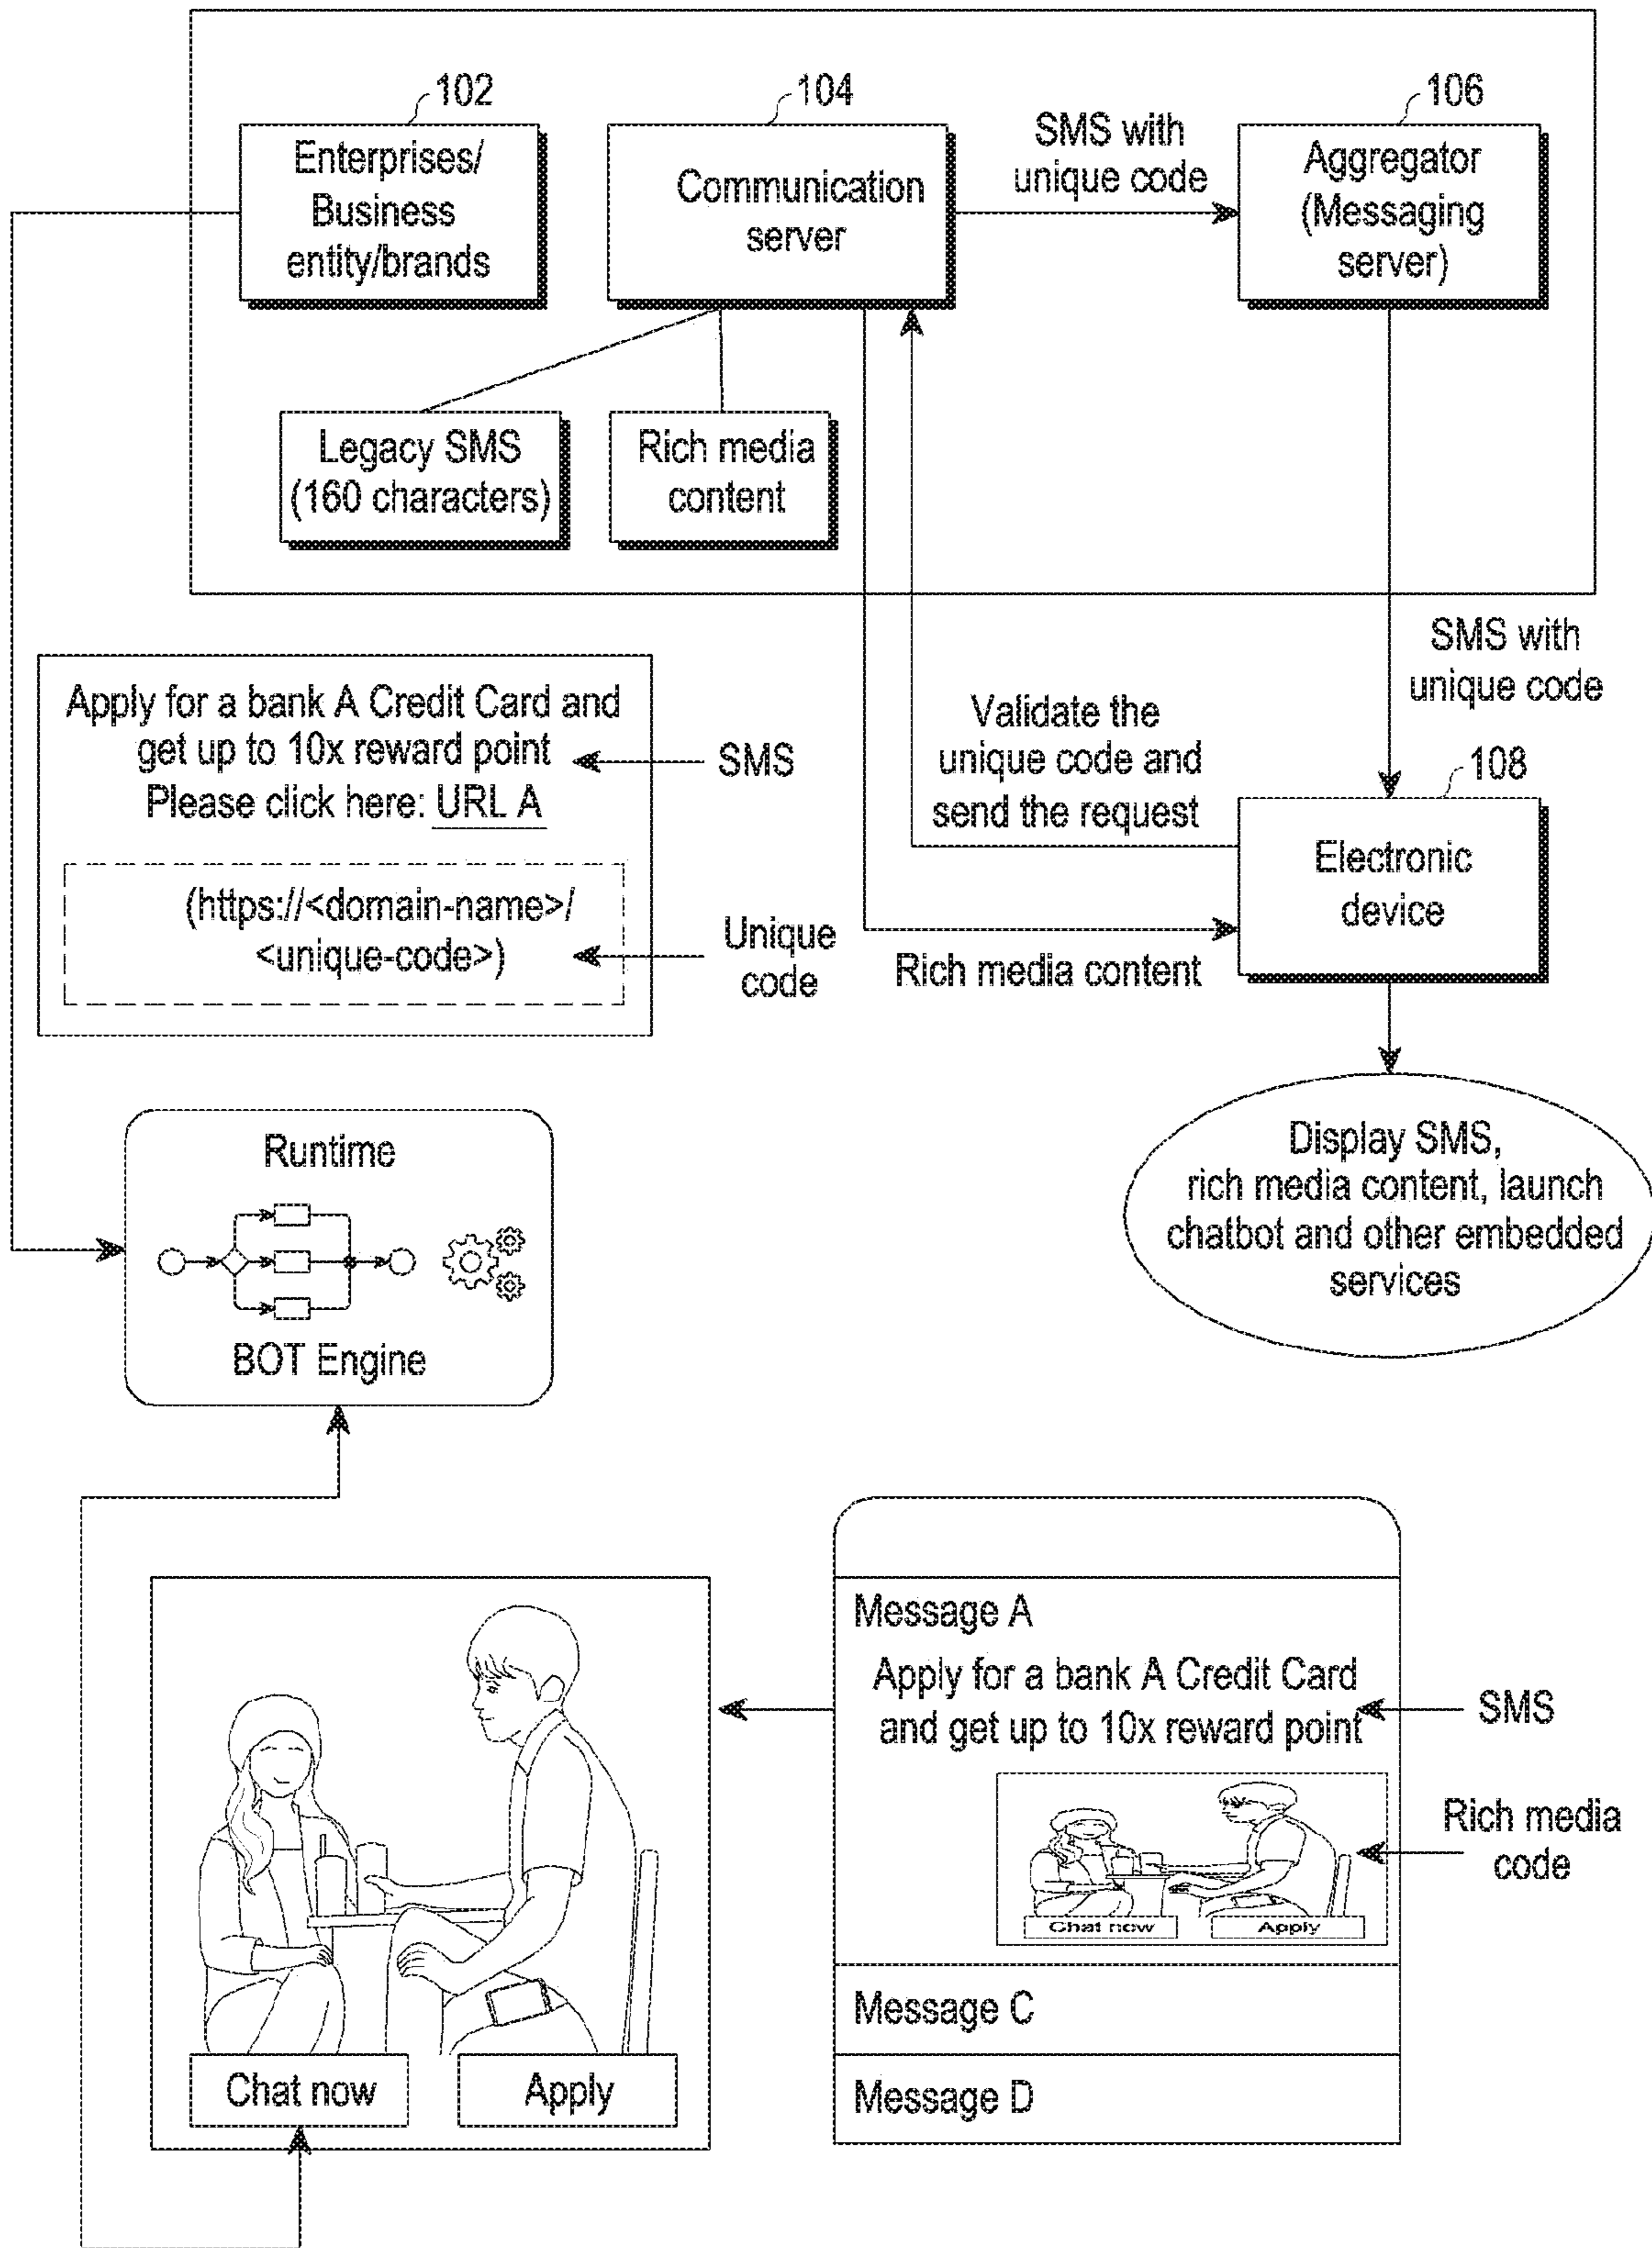 102
Enterprises/
Business
entity/brands
104
Communication
server
SMS with
unique code
106
Aggregator
(Messaging
server)
Legacy SMS
(160 characters)
Rich media
content
SMS with
unique code
Apply for a bank A Credit Card and
get up to 10x reward point
Please click here: URL A
SMS
(https://<domain-name>/
<unique-code>)
Unique
code
Validate the
unique code and
send the request
108
Electronic
device
Rich media content
Display SMS,
rich media content, launch
chatbot and other embedded
services
Runtime
BOT Engine
Chat now
Apply
Message A
Apply for a bank A Credit Card
and get up to 10x reward point
SMS
Chat now
Apply
Rich media
code
Message C
Message D